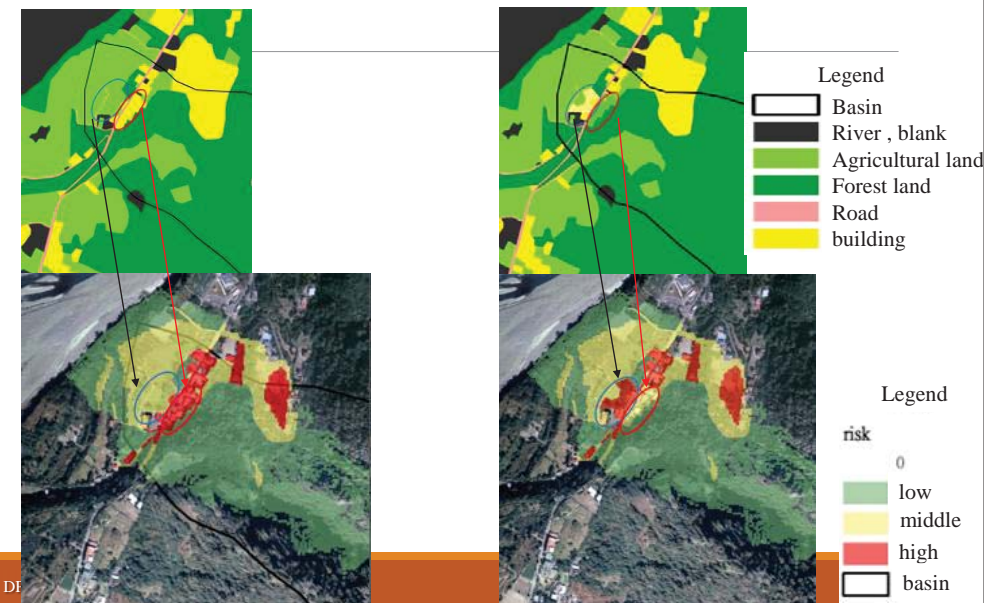 Legend
Basin
River , blank
Agricultural land
Forest land
Road
building
Legend
risk
0
low
middle
high
basin